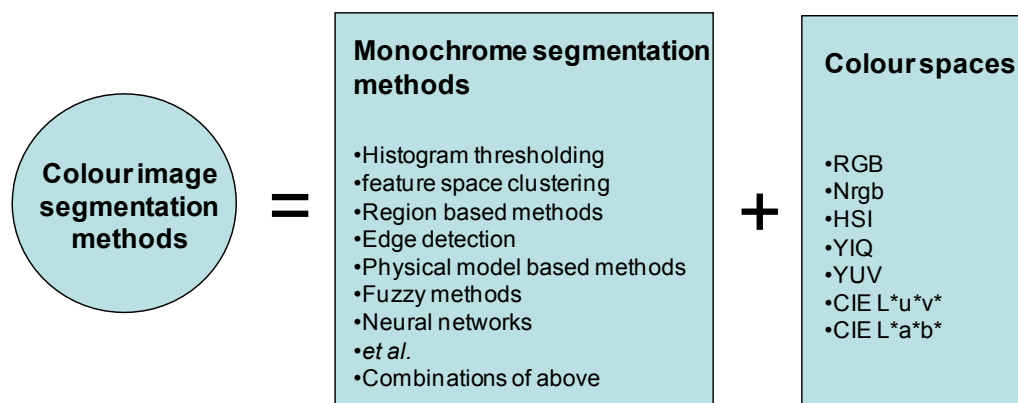 Colour image
segmentation
methods
=
Monochrome segmentation
methods
•Histogram thresholding
•feature space clustering
•Region based methods
•Edge detection
•Physical model based methods
•Fuzzy methods
•Neural networks
•et al.
•Combinations of above
+
Colour spaces
•RGB
•Nrgb
•HSI
•YIQ
•YUV
•CIE L*u*v*
•CIE L*a*b*